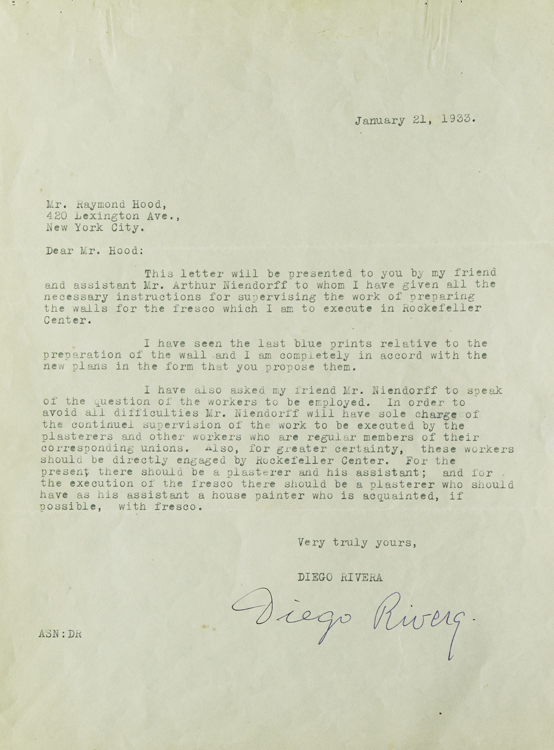 January 21, 1933.
Mr. Raymond Hood,
420 Lexington Ave.,
New York City.
Dear Mr. Hood:
This letter wiil be presented to you by my friend
and assistant Mr. Arthur Niendorff to whom I have given all the
necessary instructions for supervising the work of preparing
the walls for the fresco which I am to execute in Rockefeller
Center.
I have seen the last blue prints relative to the
preparation of the wall and I am completely in accord with the
new plans in the form that you propose them.
I have also asked my friend Mr. Niendorff to speak
of the question of the workers to be employed. In order to
avoid all difficulties Mr. Niendorff will have sole charge of
the continuel supervision of the work to be executed by the
plasterers and other workers who are regular members of their
corresponding unions. Also, for greater certainty, these workers
should be directly engaged by Rockefeller Center. For the
present there should be a plasterer and his assistant; and for
the execution of the fresco there should be a plasterer who should
have as his assistant a house painter who is acquainted, if
possible, with fresco.
Very truly yours,
DIEGO RIVERA
Diego Rivera.
ASN:DR